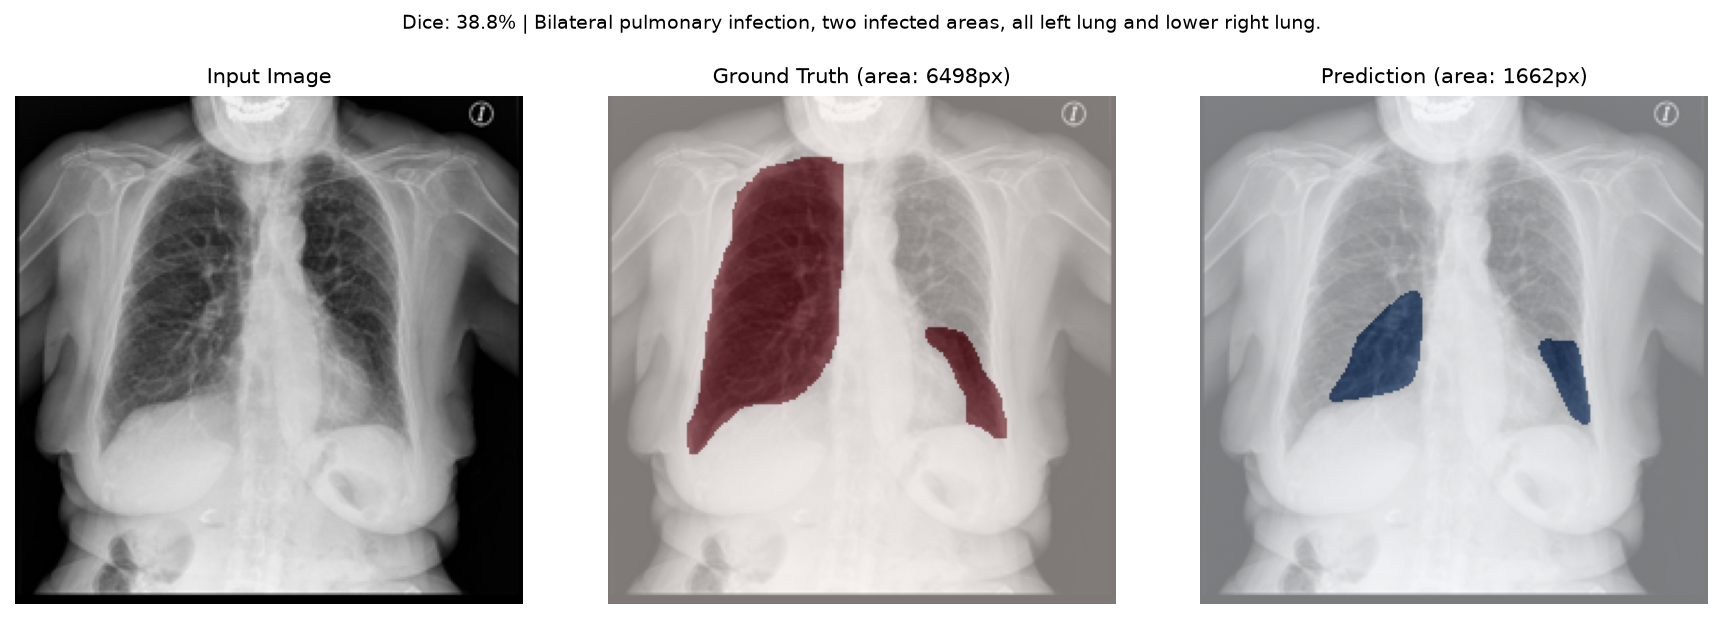 Dice: 38.8% | Bilateral pulmonary infection, two infected areas, all left lung and lower right lung.
Input Image
Ground Truth (area: 6498px)
Prediction (area: 1662px)
I
I
I